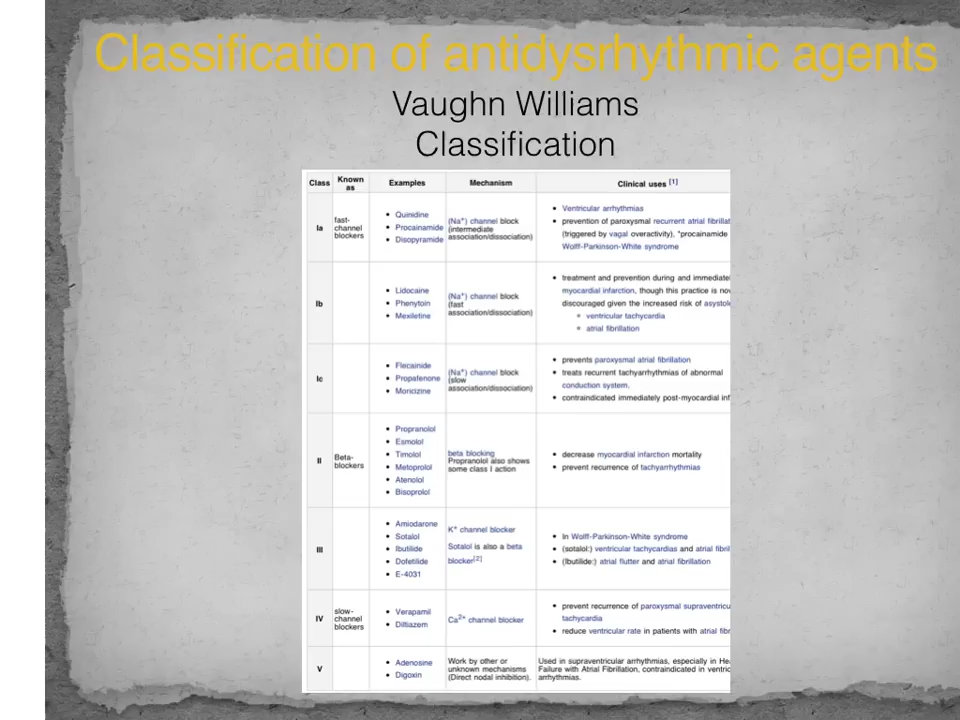 Classification of antidysrhythmic agents
Vaughn Williams
Classification
Class Known as Examples Mechanism Clinical uses [1]
Ia
fast-
channel
blockers
• Quinidine
• Procainamide
• Disopyramide
(Na+) channel block
(intermediate
association/dissociation)
• Ventricular arrhythmias
• prevention of paroxysmal recurrent atrial fibrillat
(triggered by vagal overactivity), *procainamide
Wolff-Parkinson-White syndrome
Ib
• Lidocaine
• Phenytoin
• Mexiletine
(Na+) channel block
(fast
association/dissociation)
• treatment and prevention during and immediate
myocardial infarction, though this practice is no
discouraged given the increased risk of asystol
ventricular tachycardia
atrial fibrillation
Ic
• Flecainide
• Propafenone
• Moricizine
(Na+) channel block
(slow
association/dissociation)
• prevents paroxysmal atrial fibrillation
• treats recurrent tachyarrhythmias of abnormal
conduction system.
• contraindicated immediately post-myocardial inf
II
Beta-
blockers
• Propranolol
• Esmolol
• Timolol
• Metoprolol
• Atenolol
• Bisoprolol
beta blocking
Propranolol also shows
some class I action
• decrease myocardial infarction mortality
• prevent recurrence of tachyarrhythmias
III
• Amiodarone
• Sotalol
• Ibutilide
• Dofetilide
• E-4031
K+ channel blocker
Sotalol is also a beta
blocker[2]
• In Wolff-Parkinson-White syndrome
• (sotalol:) ventricular tachycardias and atrial fibril
• (Ibutilide:) atrial flutter and atrial fibrillation
IV
slow-
channel
blockers
• Verapamil
• Diltiazem
Ca2+ channel blocker
• prevent recurrence of paroxysmal supraventricu
tachycardia
• reduce ventricular rate in patients with atrial fibr
V
• Adenosine
• Digoxin
Work by other or
unknown mechanisms
(Direct nodal inhibition).
Used in supraventricular arrhythmias, especially in He
Failure with Atrial Fibrillation, contraindicated in ventric
arrhythmias.